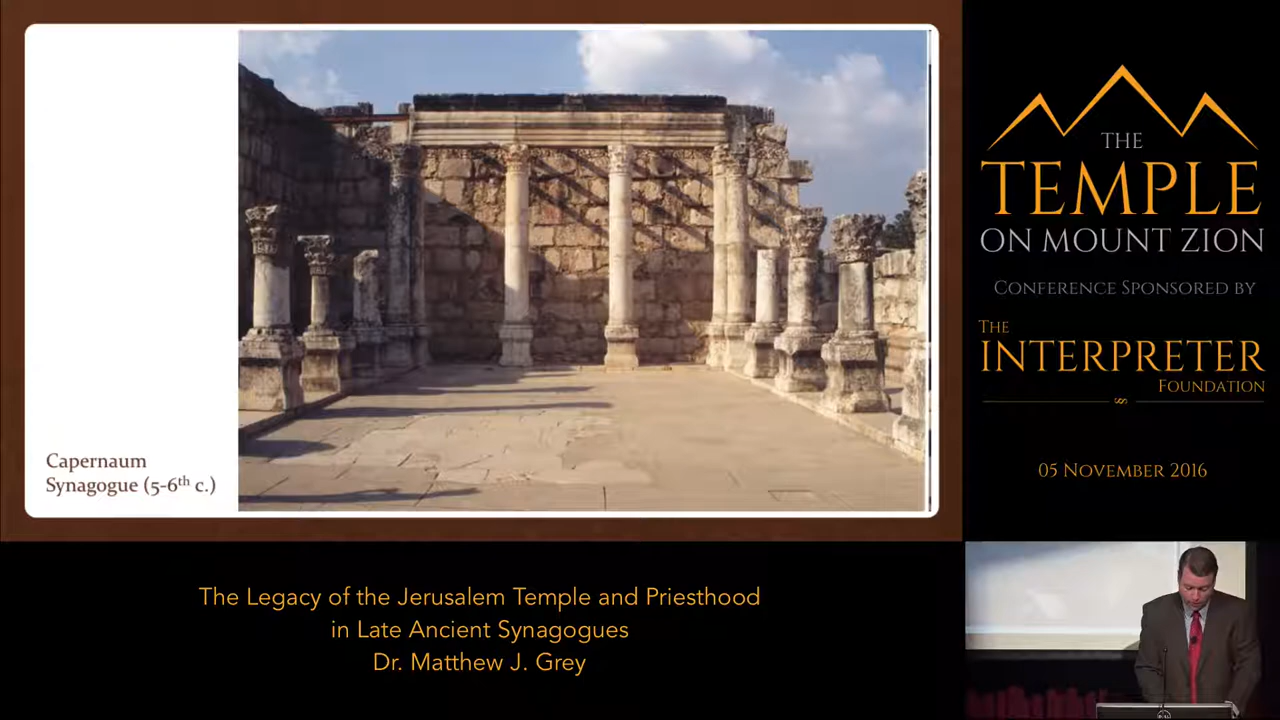 Capernaum
Synagogue (5-6th c.)
THE
TEMPLE
ON MOUNT ZION
CONFERENCE SPONSORED BY
THE
INTERPRETER
FOUNDATION
05 NOVEMBER 2016
The Legacy of the Jerusalem Temple and Priesthood
in Late Ancient Synagogues
Dr. Matthew J. Grey